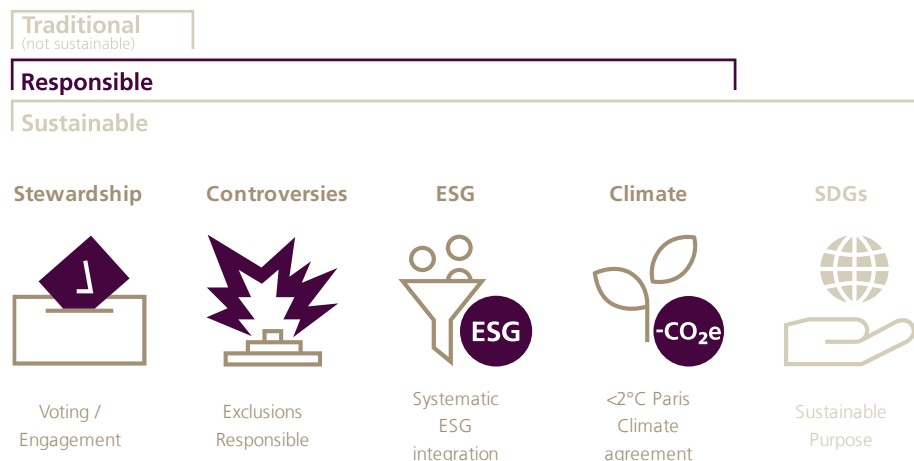 Traditional
(not sustainable)
Responsible
Sustainable
Stewardship
Controversies
ESG
Climate
SDGs
ESG
-CO₂e
Voting /
Engagement
Exclusions
Responsible
Systematic
ESG
integration
<2°C Paris
Climate
agreement
Sustainable
Purpose